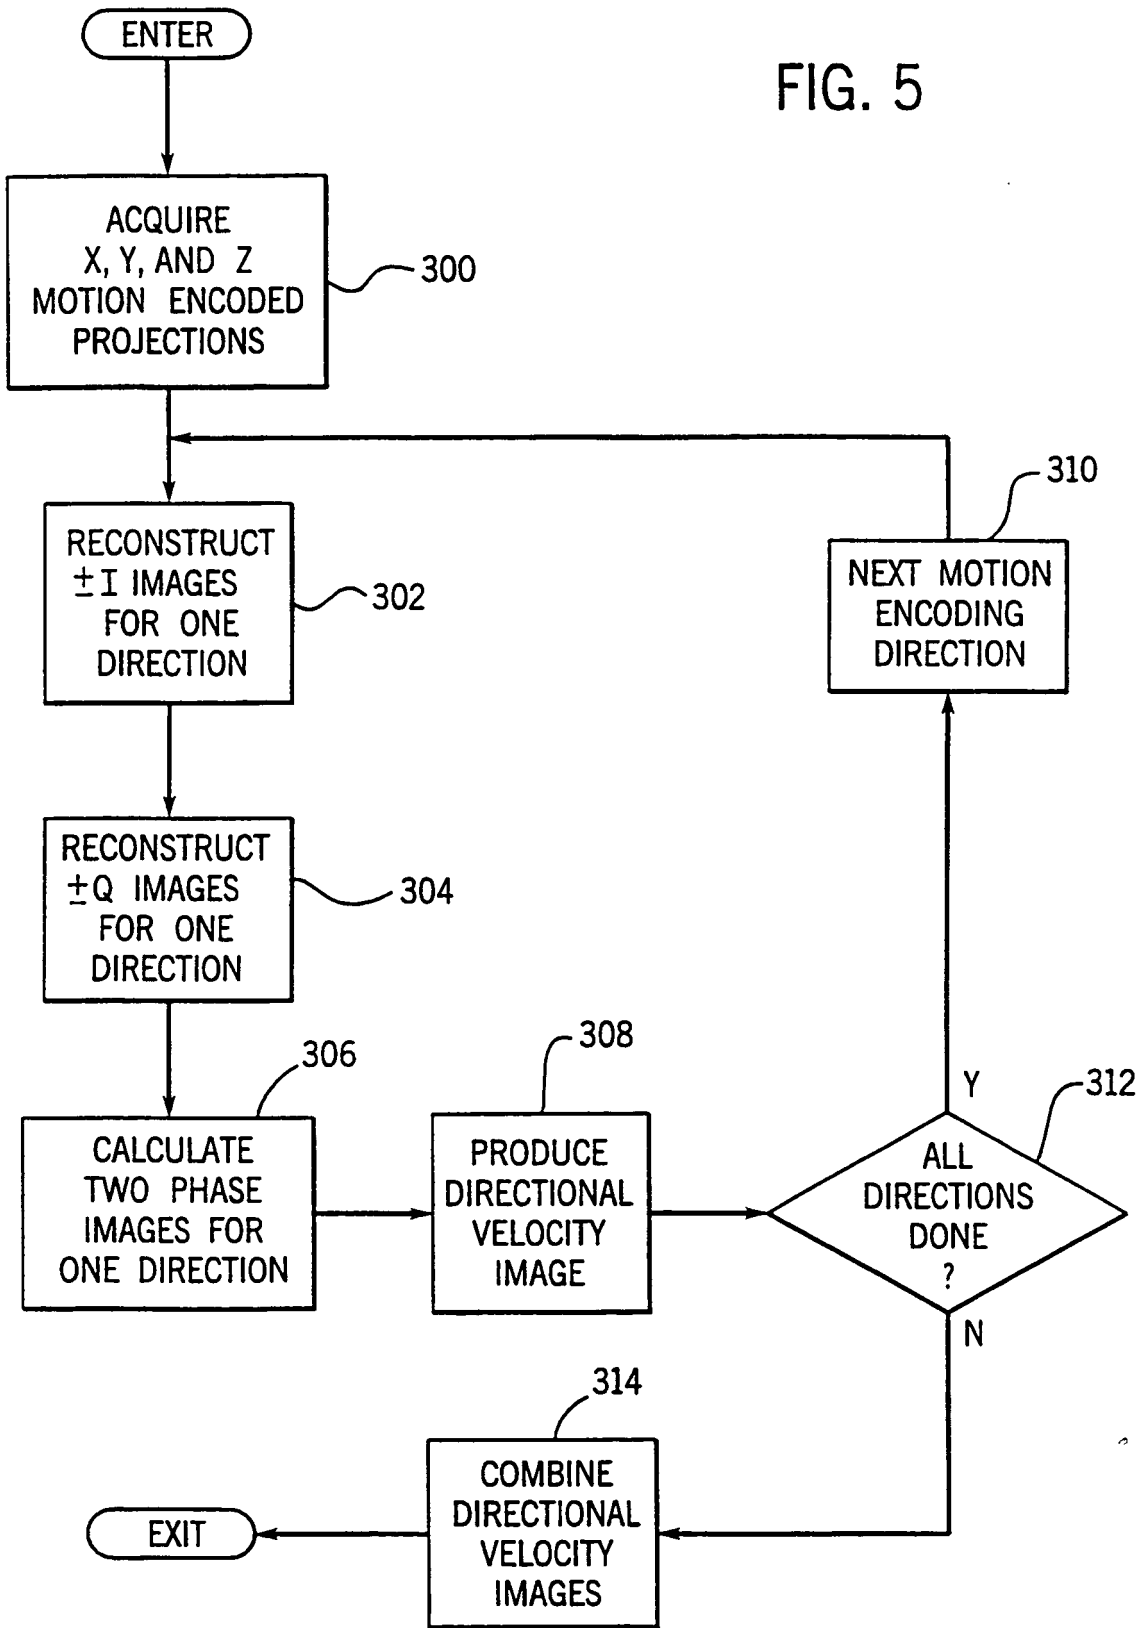 ENTER
FIG. 5
ACQUIRE
X, Y, AND Z
MOTION ENCODED
PROJECTIONS
300
RECONSTRUCT
±I IMAGES
FOR ONE
DIRECTION
302
310
NEXT MOTION
ENCODING
DIRECTION
RECONSTRUCT
±Q IMAGES
FOR ONE
DIRECTION
304
306
CALCULATE
TWO PHASE
IMAGES FOR
ONE DIRECTION
308
PRODUCE
DIRECTIONAL
VELOCITY
IMAGE
Y
312
ALL
DIRECTIONS
DONE
?
N
314
COMBINE
DIRECTIONAL
VELOCITY
IMAGES
EXIT